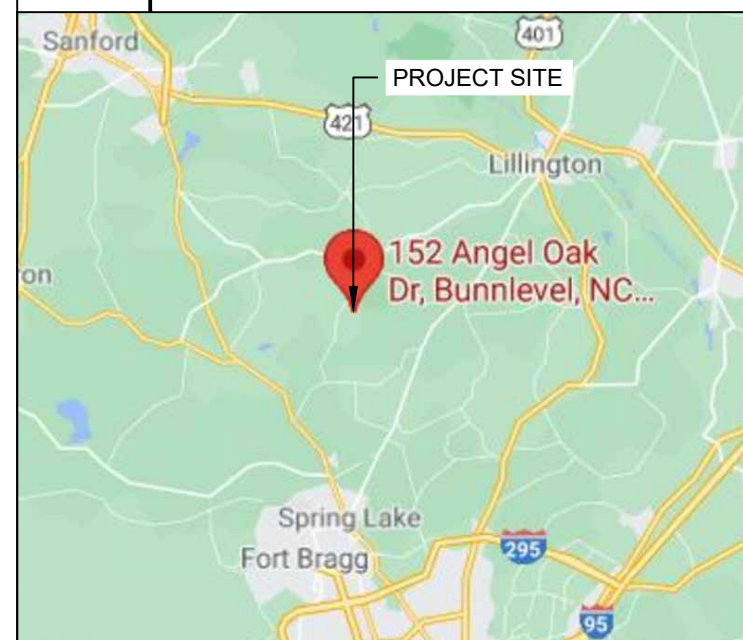 Sanford
401
PROJECT SITE
421
Lillington
152 Angel Oak
Dr, Bunnlevel, NC...
on
Spring Lake
Fort Bragg
295
95